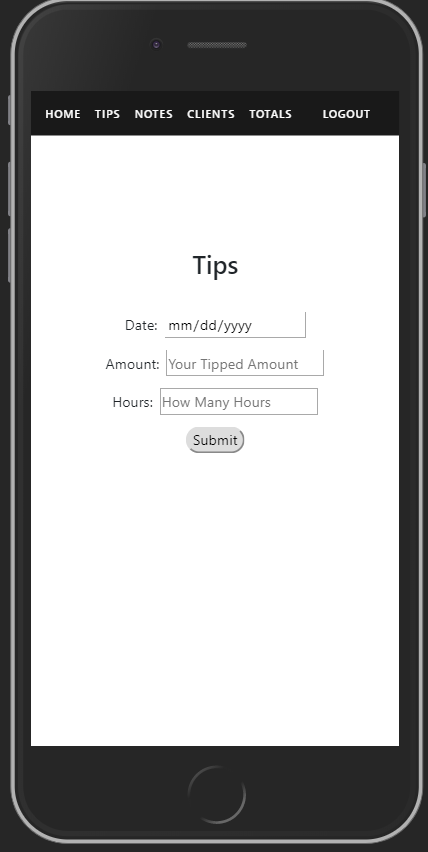 HOME TIPS NOTES CLIENTS TOTALS LOGOUT
Tips
Date: mm/dd/yyyy
Amount: Your Tipped Amount
Hours: How Many Hours
Submit